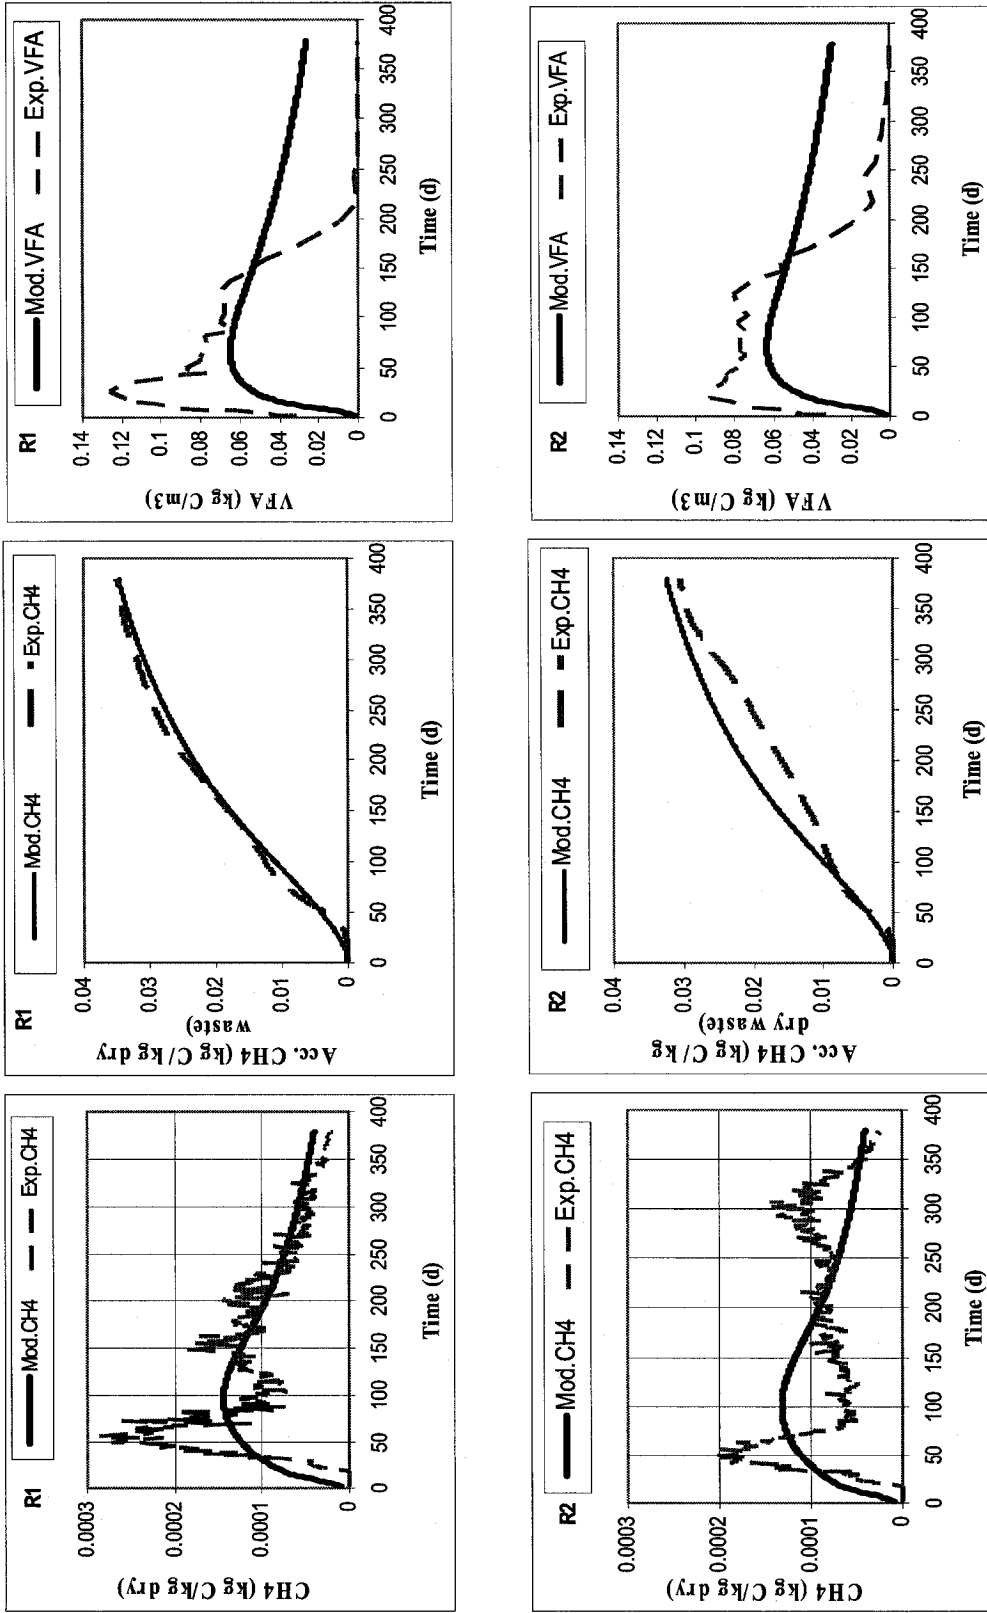 R1
Mod.CH4 Exp.CH4
CH4 (kg C/kg dry)
0.0003
0.0002
0.0001
0
0 50 100 150 200 250 300 350 400
Time (d)
R1
Mod.CH4 Exp.CH4
Acc. CH4 (kg C/ kg dry
waste)
0.04
0.03
0.02
0.01
0
0 50 100 150 200 250 300 350 400
Time (d)
R1
Mod.VFA Exp.VFA
VFA (kg C/m3)
0.14
0.12
0.1
0.08
0.06
0.04
0.02
0
0 50 100 150 200 250 300 350 400
Time (d)
R2
Mod.CH4 Exp.CH4
CH4 (kg C/kg dry)
0.0003
0.0002
0.0001
0
0 50 100 150 200 250 300 350 400
Time (d)
R2
Mod.CH4 Exp.CH4
Acc. CH4 (kg C/ kg
dry waste)
0.04
0.03
0.02
0.01
0
0 50 100 150 200 250 300 350 400
Time (d)
R2
Mod.VFA Exp.VFA
VFA (kg C/m3)
0.14
0.12
0.1
0.08
0.06
0.04
0.02
0
0 50 100 150 200 250 300 350 400
Time (d)